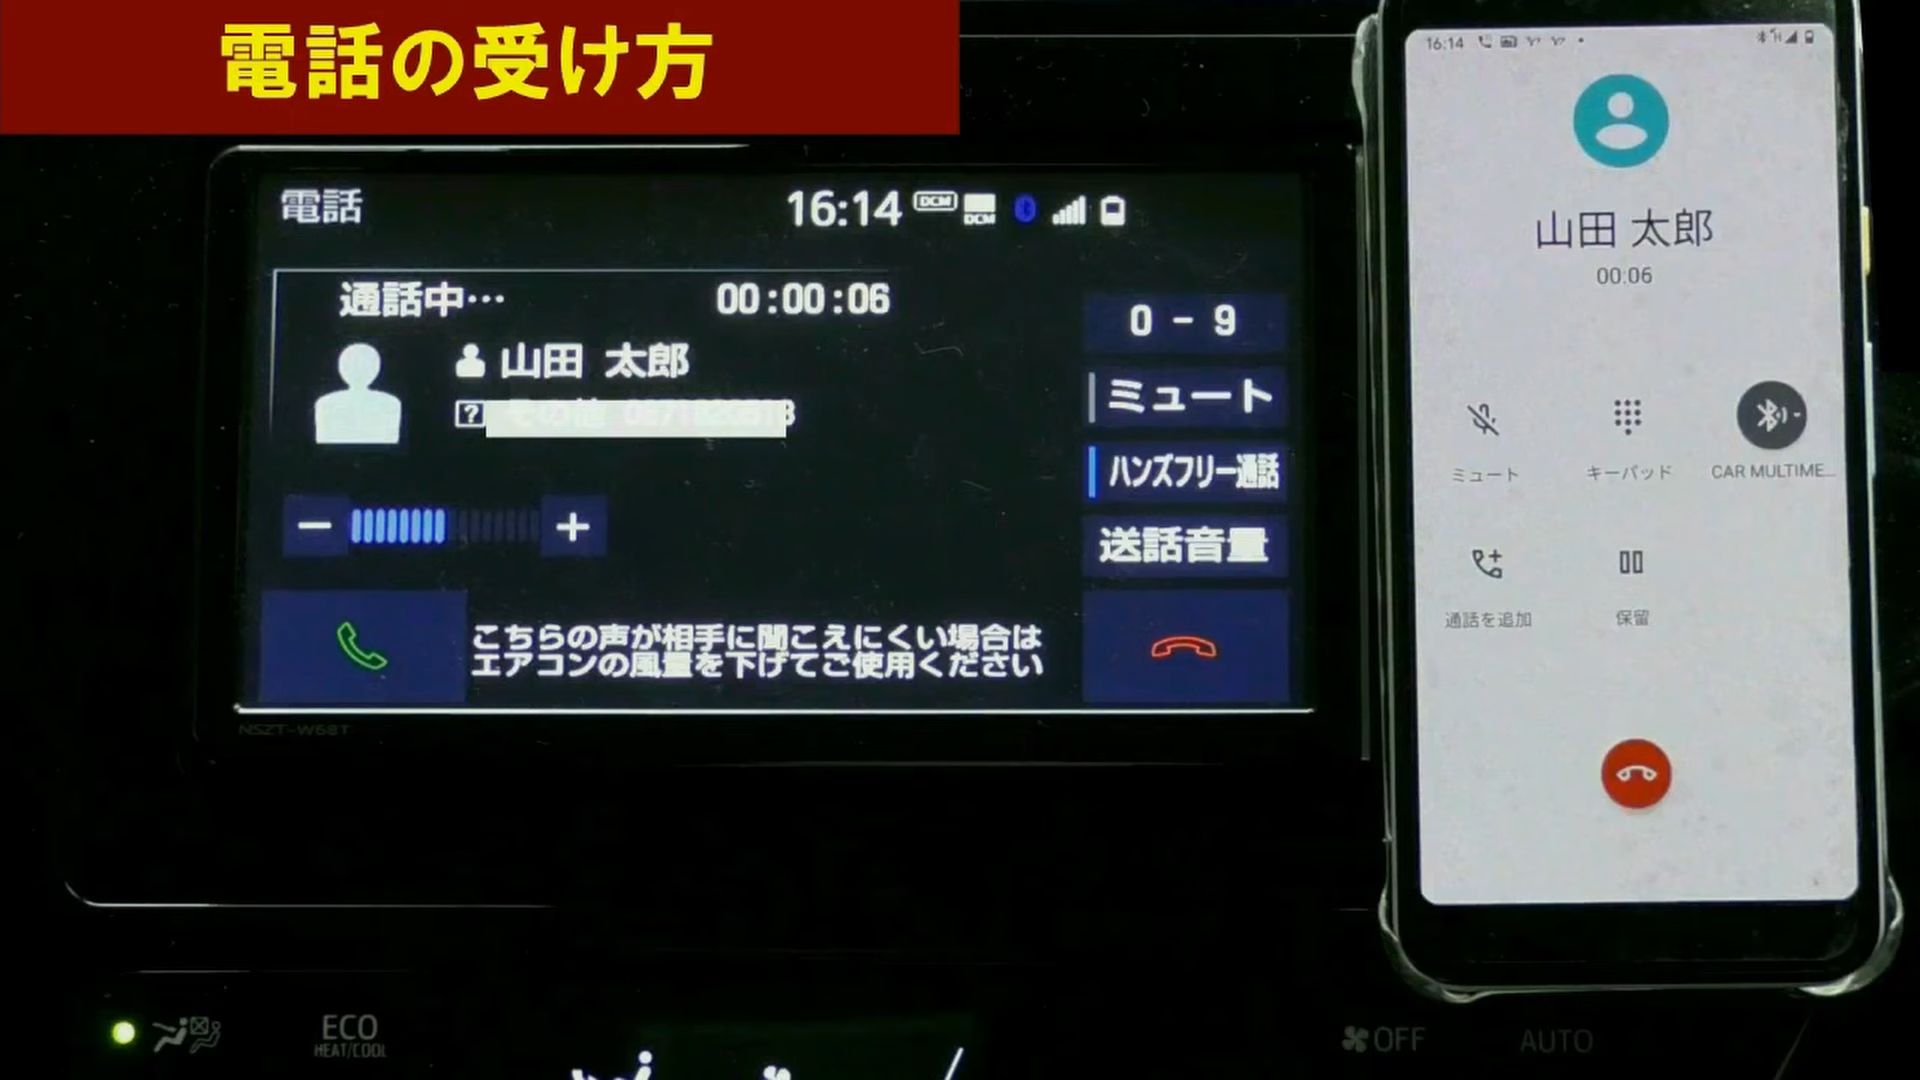 電話の受け方
電話
16:14
DCM
DCM
通話中…
00:00:06
山田 太郎
0 - 9
ミュート
ハンズフリー通話
送話音量
こちらの声が相手に聞こえにくい場合は
エアコンの風量を下げてご使用ください
NSZT-W68T
16:14
山田 太郎
00:06
ミュート
キーパッド
CAR MULTIME...
通話を追加
保留
ECO
HEAT/COOL
OFF
AUTO